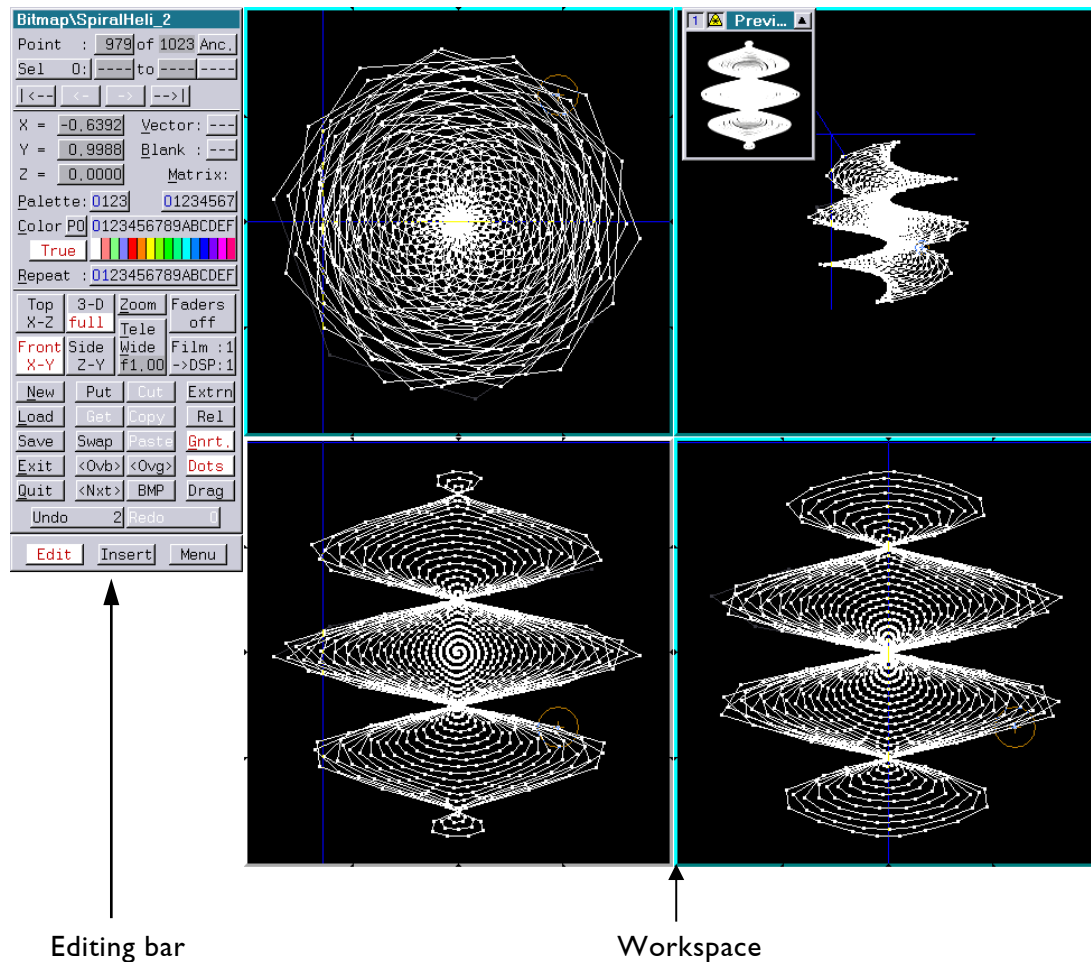 Bitmap\SpiralHeli_2
Point : 979 of 1023 Anc.
Sel 0: ---- to ---- ----
|<-- <- -> -->|
X = -0.6392 Vector: ---
Y = 0.9988 Blank : ---
Z = 0.0000 Matrix:
Palette: 0123 01234567
Color P0 0123456789ABCDEF
True
Repeat : 0123456789ABCDEF
Top 3-D Zoom Faders
X-Z full Tele off
Front Side Wide Film :1
X-Y Z-Y f1.00 ->DSP:1
New Put Cut Extrn
Load Get Copy Rel
Save Swap Paste Gnrt.
Exit <Ovb> <Ovg> Dots
Quit <Nxt> BMP Drag
Undo 2 Redo 0
Edit Insert Menu
1 Previ...
Editing bar Workspace